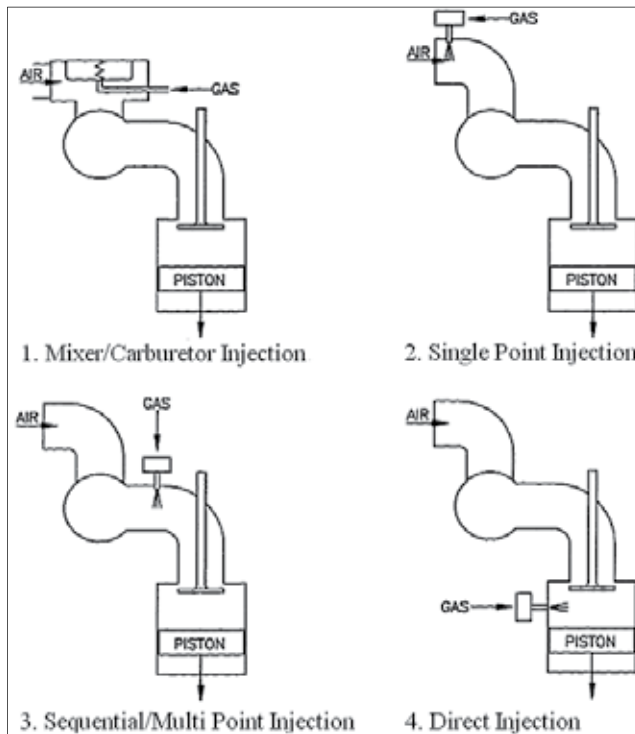 AIR
GAS
PISTON
1. Mixer/Carburetor Injection
GAS
AIR
PISTON
2. Single Point Injection
GAS
AIR
PISTON
3. Sequential/Multi Point Injection
AIR
GAS
PISTON
4. Direct Injection